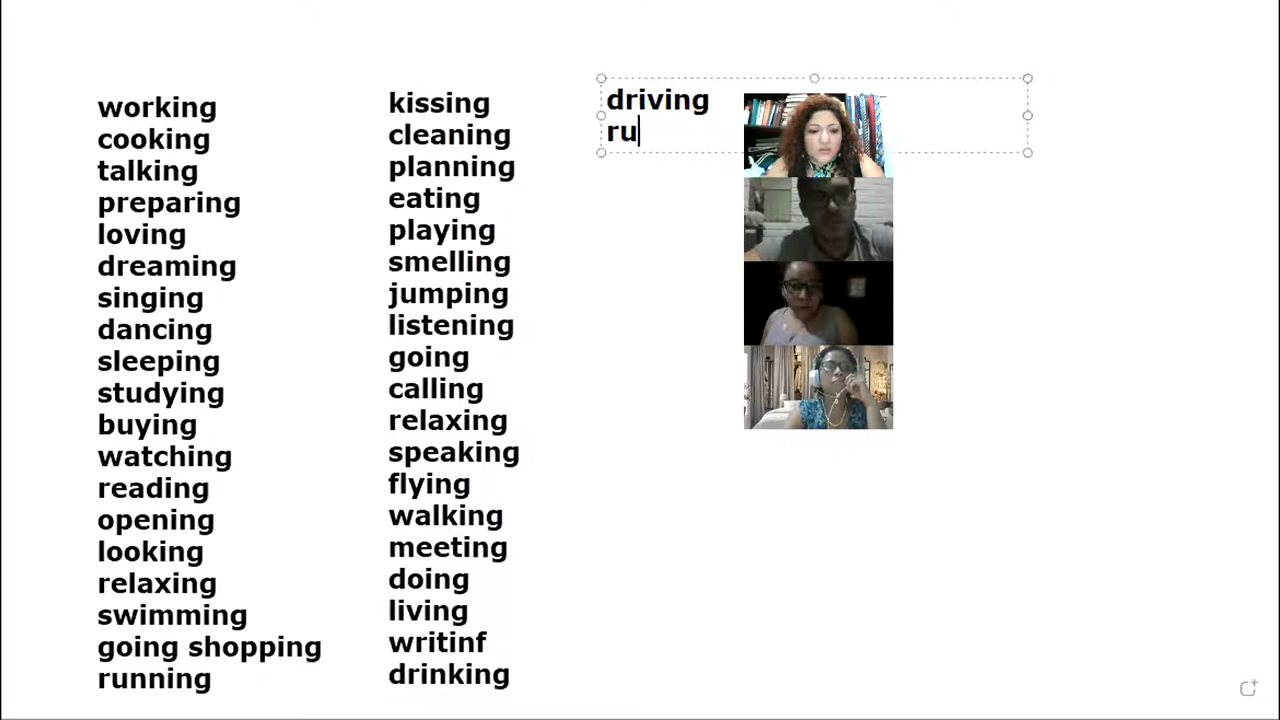 working
cooking
talking
preparing
loving
dreaming
singing
dancing
sleeping
studying
buying
watching
reading
opening
looking
relaxing
swimming
going shopping
running
kissing
cleaning
planning
eating
playing
smelling
jumping
listening
going
calling
relaxing
speaking
flying
walking
meeting
doing
living
writinf
drinking
driving
ru